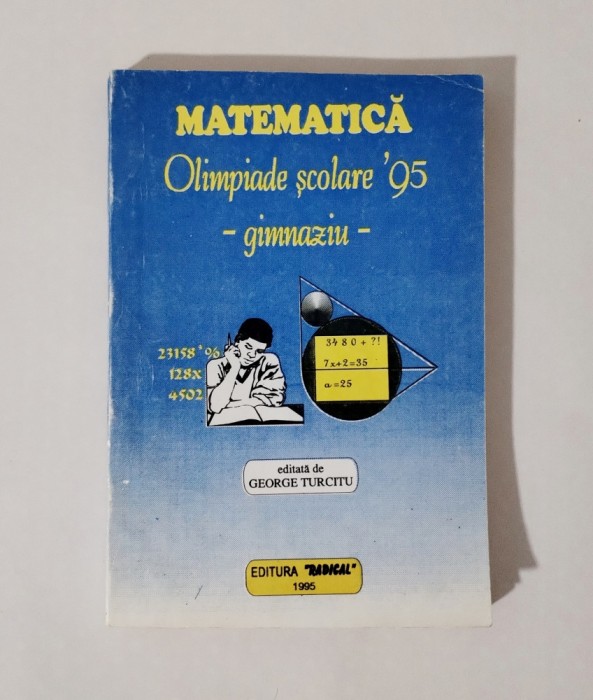 MATEMATICĂ
Olimpiade școlare '95
- gimnaziu -
23158*%
128x
4502
3480+?!
7x+2=35
a=25
editată de
GEORGE TURCITU
EDITURA "RADICAL"
1995